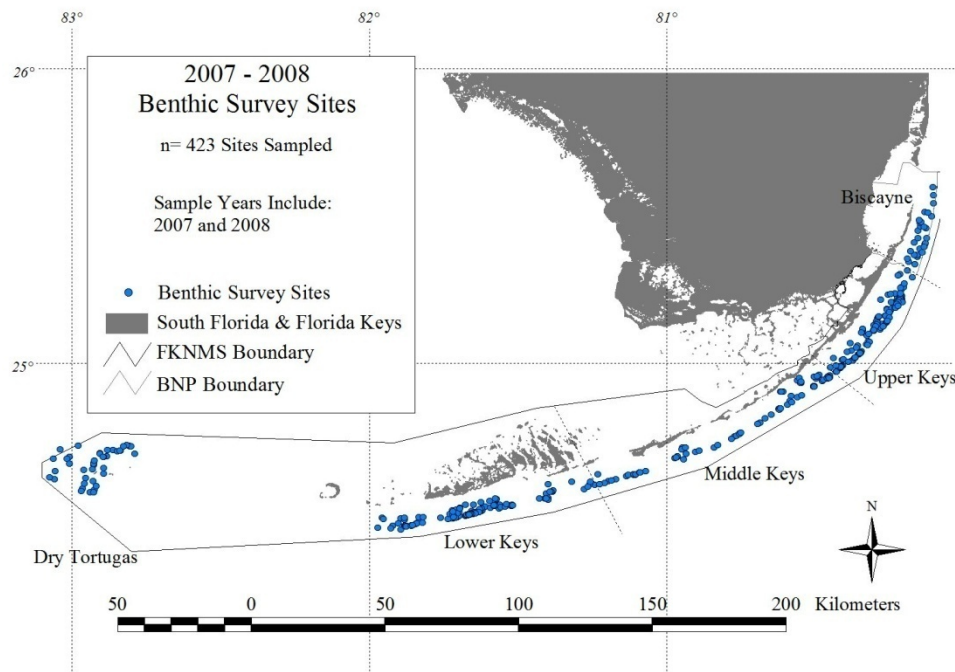 83°
82°
81°
26°
2007 - 2008
Benthic Survey Sites
n= 423 Sites Sampled
Sample Years Include:
2007 and 2008
Benthic Survey Sites
South Florida & Florida Keys
FKNMS Boundary
BNP Boundary
Biscayne
25°
Upper Keys
Middle Keys
Lower Keys
Dry Tortugas
N
50 0 50 100 150 200 Kilometers